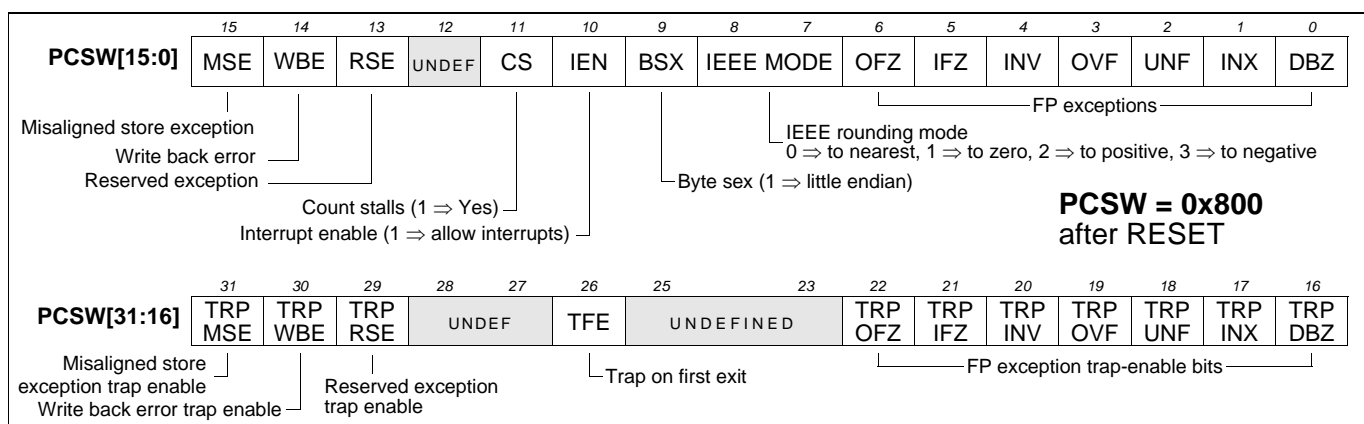 15 14 13 12 11 10 9 8 7 6 5 4 3 2 1 0
PCSW[15:0] MSE WBE RSE UNDEF CS IEN BSX IEEE MODE OFZ IFZ INV OVF UNF INX DBZ
FP exceptions
Misaligned store exception
IEEE rounding mode
Write back error
0 ⇒ to nearest, 1 ⇒ to zero, 2 ⇒ to positive, 3 ⇒ to negative
Reserved exception
Byte sex (1 ⇒ little endian)
Count stalls (1 ⇒ Yes)
PCSW = 0x800
Interrupt enable (1 ⇒ allow interrupts)
after RESET
31 30 29 28 27 26 25 23 22 21 20 19 18 17 16
PCSW[31:16] TRP MSE TRP WBE TRP RSE UNDEF TFE UNDEFINED TRP OFZ TRP IFZ TRP INV TRP OVF TRP UNF TRP INX TRP DBZ
Misaligned store
exception trap enable
Write back error trap enable
Reserved exception
trap enable
Trap on first exit
FP exception trap-enable bits